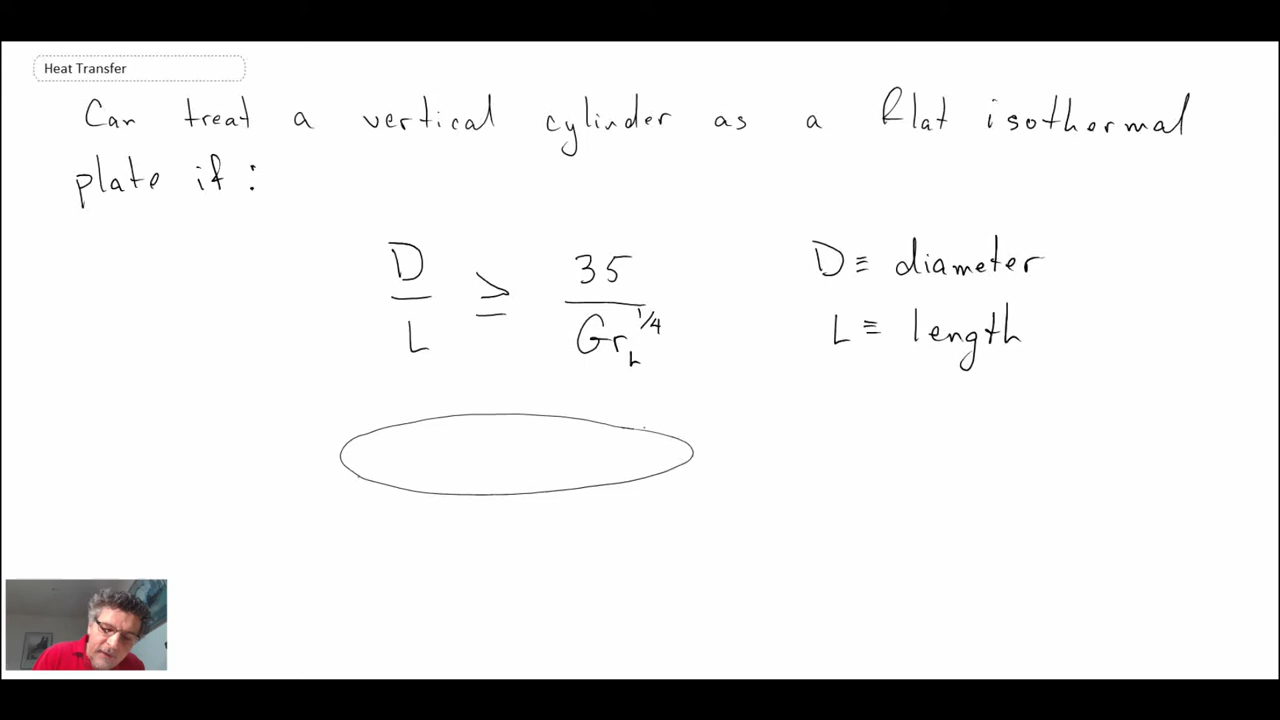 Heat Transfer
Can treat a vertical cylinder as a flat isothermal
plate if :
D/L ≥ 35/Gr_L^1/4
D ≡ diameter
L ≡ length